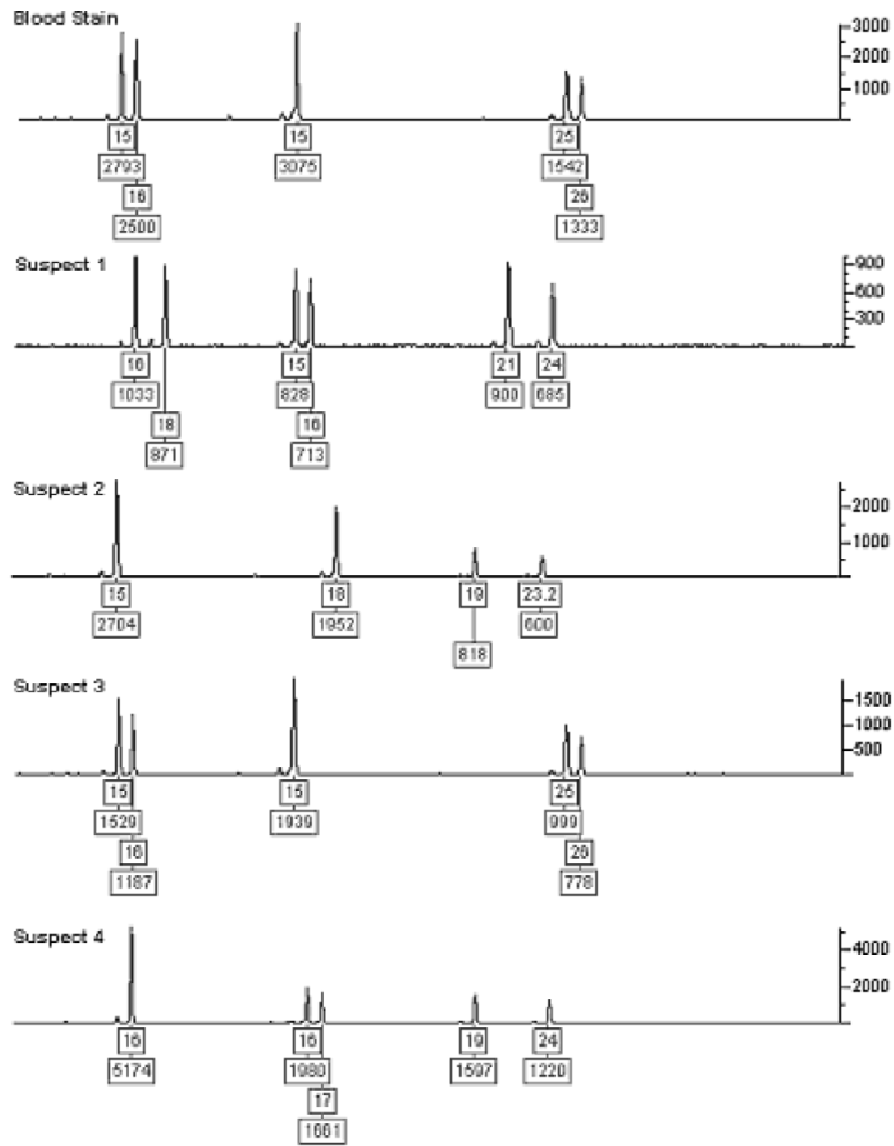 Blood Stain
3000
2000
1000
15 15 25
2793 3075 1542
16 26
2500 1333
Suspect 1
900
600
300
16 15 21 24
1033 828 900 685
18 16
871 713
Suspect 2
2000
1000
15 18 19 23.2
2704 1952 600
818
Suspect 3
1500
1000
500
15 15 25
1529 1939 999
16 26
1187 778
Suspect 4
4000
2000
16 16 19 24
5174 1980 1597 1220
17
1661